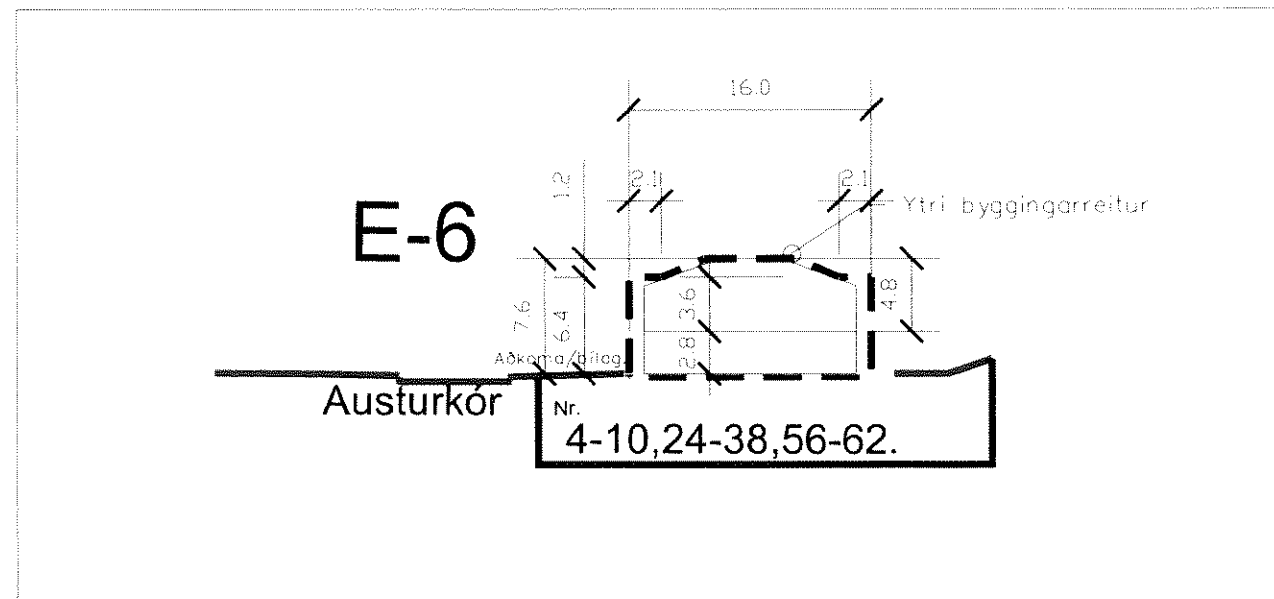 16.0
1.2
2.1
2.1
Ytri byggingarreitur
E-6
7.6
6.4
3.6
4.8
2.8
Aðkoma/bílag.
Austurkór
Nr.
4-10,24-38,56-62.